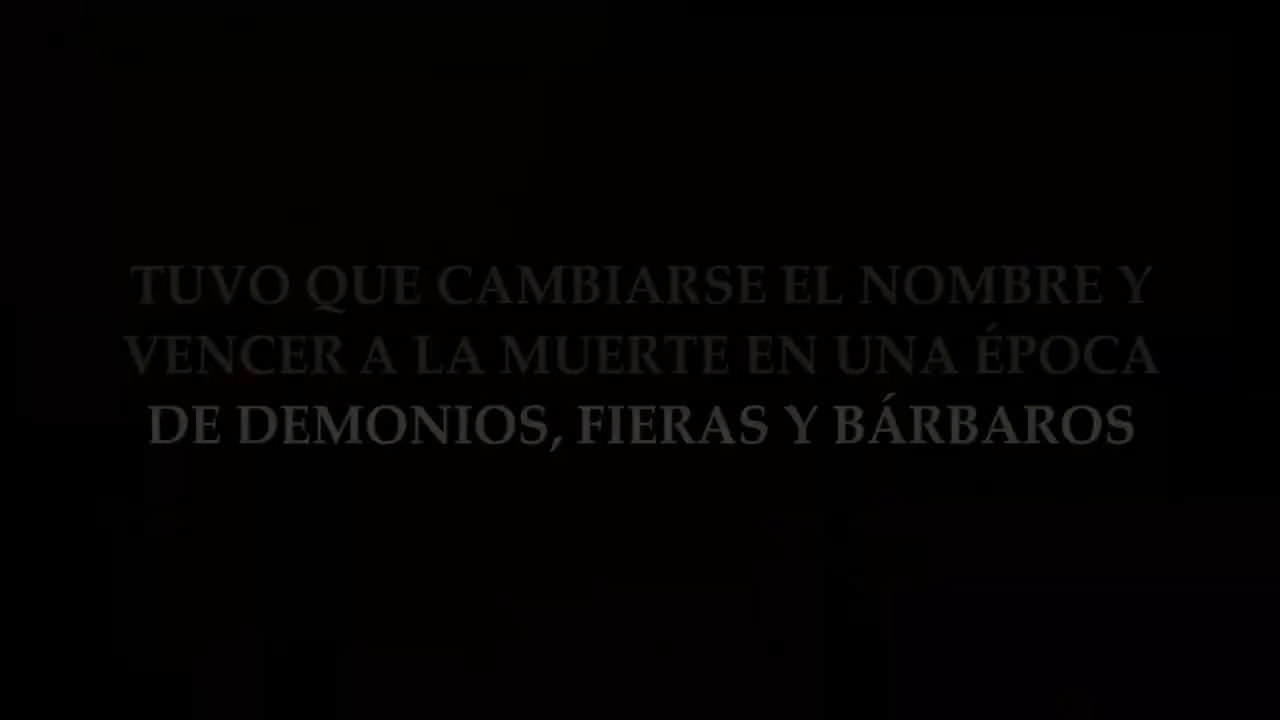 TUVO QUE CAMBIARSE EL NOMBRE Y
VENCER A LA MUERTE EN UNA ÉPOCA
DE DEMONIOS, FIERAS Y BÁRBAROS